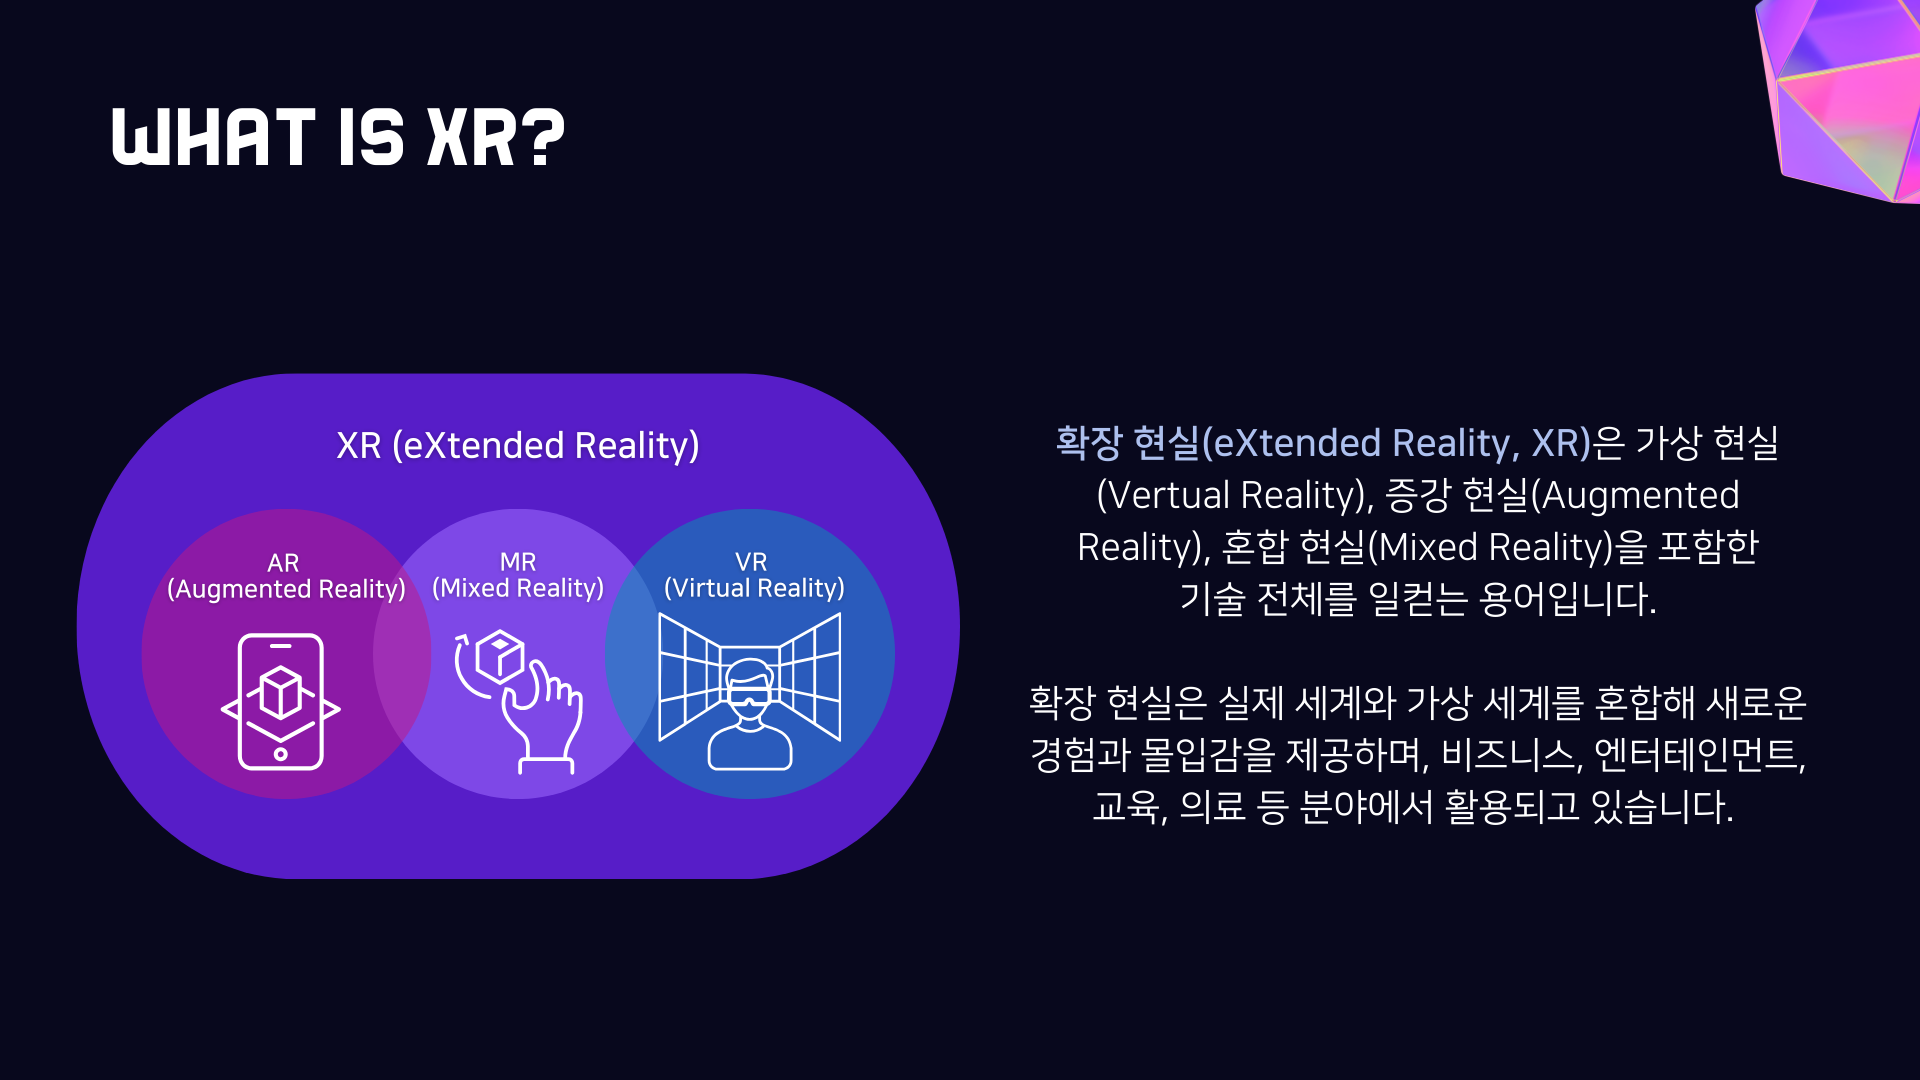 WHAT IS XR?
XR (eXtended Reality)
AR
(Augmented Reality)
MR
(Mixed Reality)
VR
(Virtual Reality)
확장 현실(eXtended Reality, XR)은 가상 현실
(Vertual Reality), 증강 현실(Augmented
Reality), 혼합 현실(Mixed Reality)을 포함한
기술 전체를 일컫는 용어입니다.
확장 현실은 실제 세계와 가상 세계를 혼합해 새로운
경험과 몰입감을 제공하며, 비즈니스, 엔터테인먼트,
교육, 의료 등 분야에서 활용되고 있습니다.